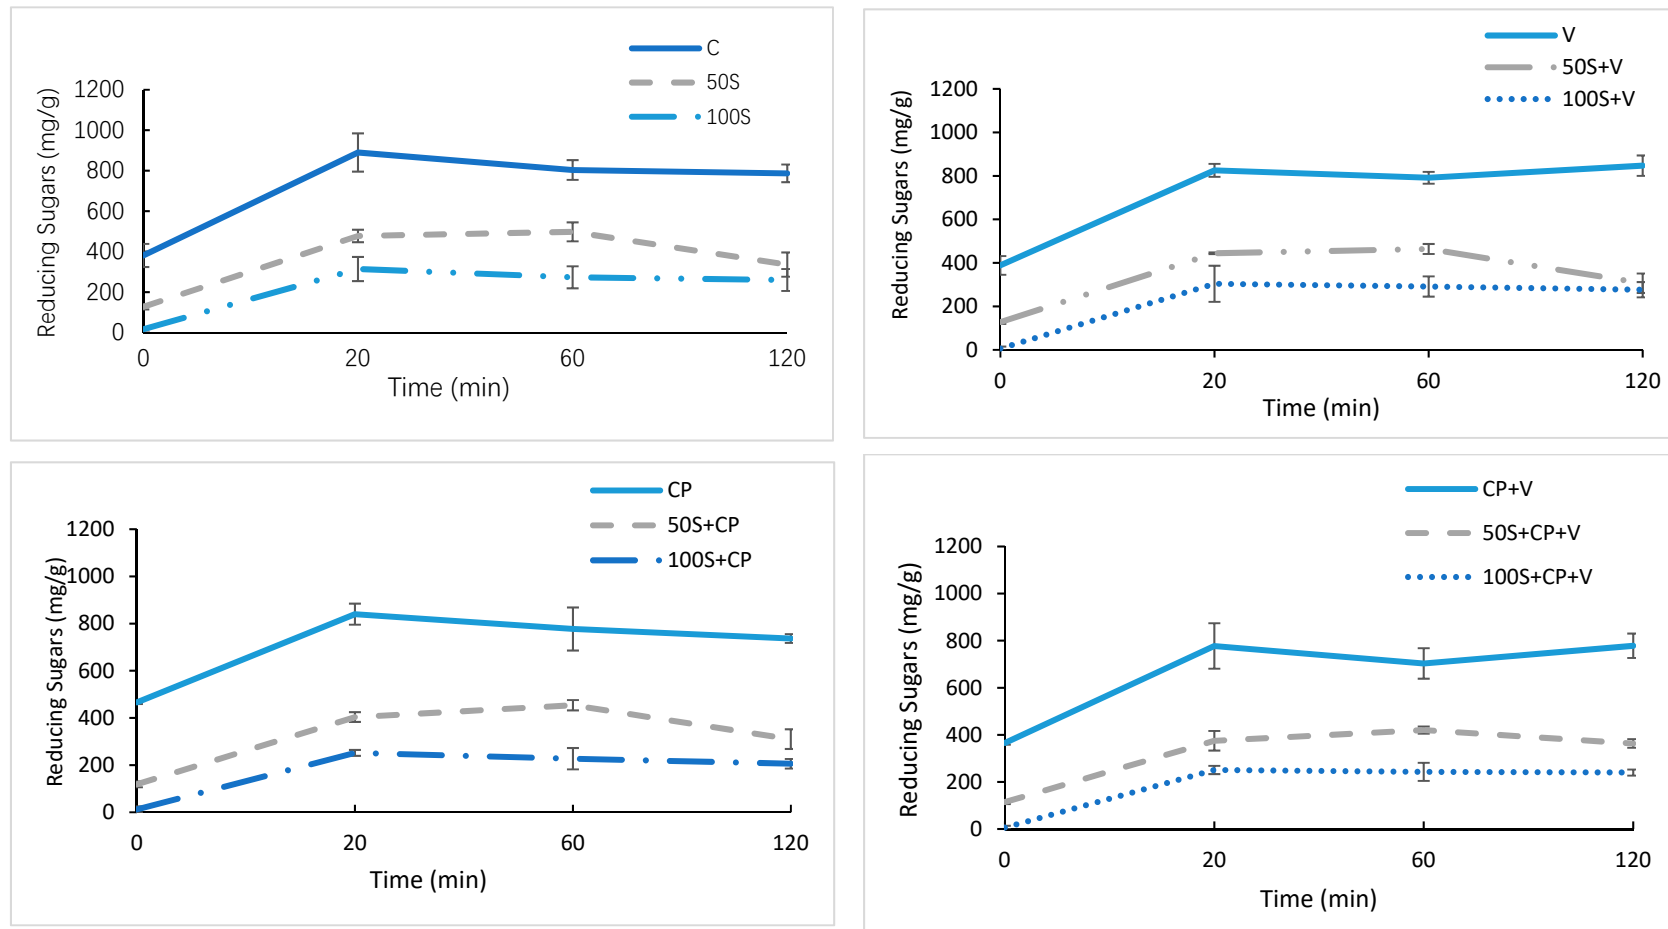 C
50S
100S
1200
1000
800
600
400
200
0
Reducing Sugars (mg/g)
0 20 60 120
Time (min)
V
50S+V
100S+V
1200
1000
800
600
400
200
0
Reducing Sugars (mg/g)
0 20 60 120
Time (min)
CP
50S+CP
100S+CP
1200
1000
800
600
400
200
0
Reducing Sugars (mg/g)
0 20 60 120
Time (min)
CP+V
50S+CP+V
100S+CP+V
1200
1000
800
600
400
200
0
Reducing Sugars (mg/g)
0 20 60 120
Time (min)